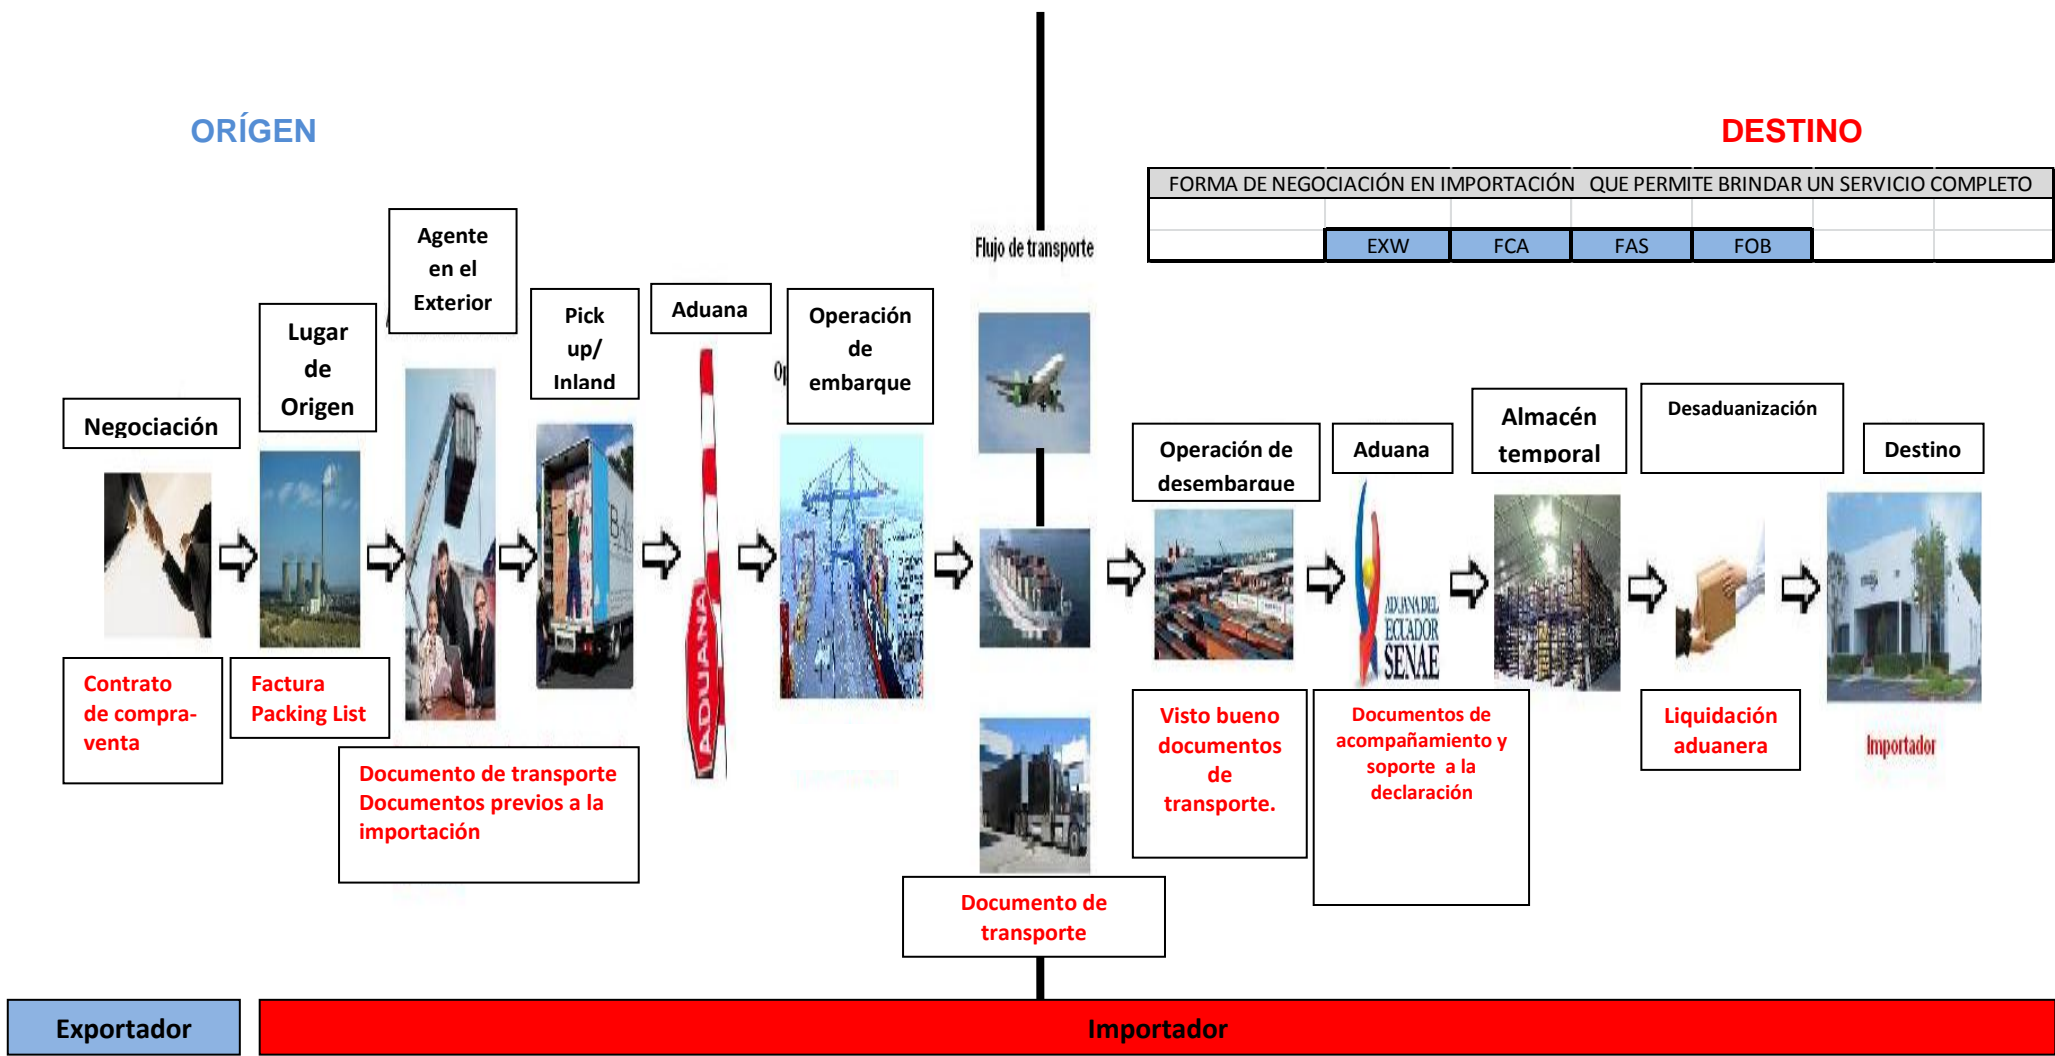 ORÍGEN
DESTINO
FORMA DE NEGOCIACIÓN EN IMPORTACIÓN QUE PERMITE BRINDAR UN SERVICIO COMPLETO
EXW FCA FAS FOB
Negociación
Lugar
de
Origen
Agente
en el
Exterior
Pick
up/
Inland
Aduana
Operación
de
embarque
Op
Flujo de transporte
Operación de
desembarque
Aduana
Almacén
temporal
Desaduanización
Destino
ADUANA
ADUANA DEL
ECUADOR
SENAE
Contrato
de compra-
venta
Factura
Packing List
Documento de transporte
Documentos previos a la
importación
Documento de
transporte
Visto bueno
documentos
de
transporte.
Documentos de
acompañamiento y
soporte a la
declaración
Liquidación
aduanera
Importador
Exportador
Importador